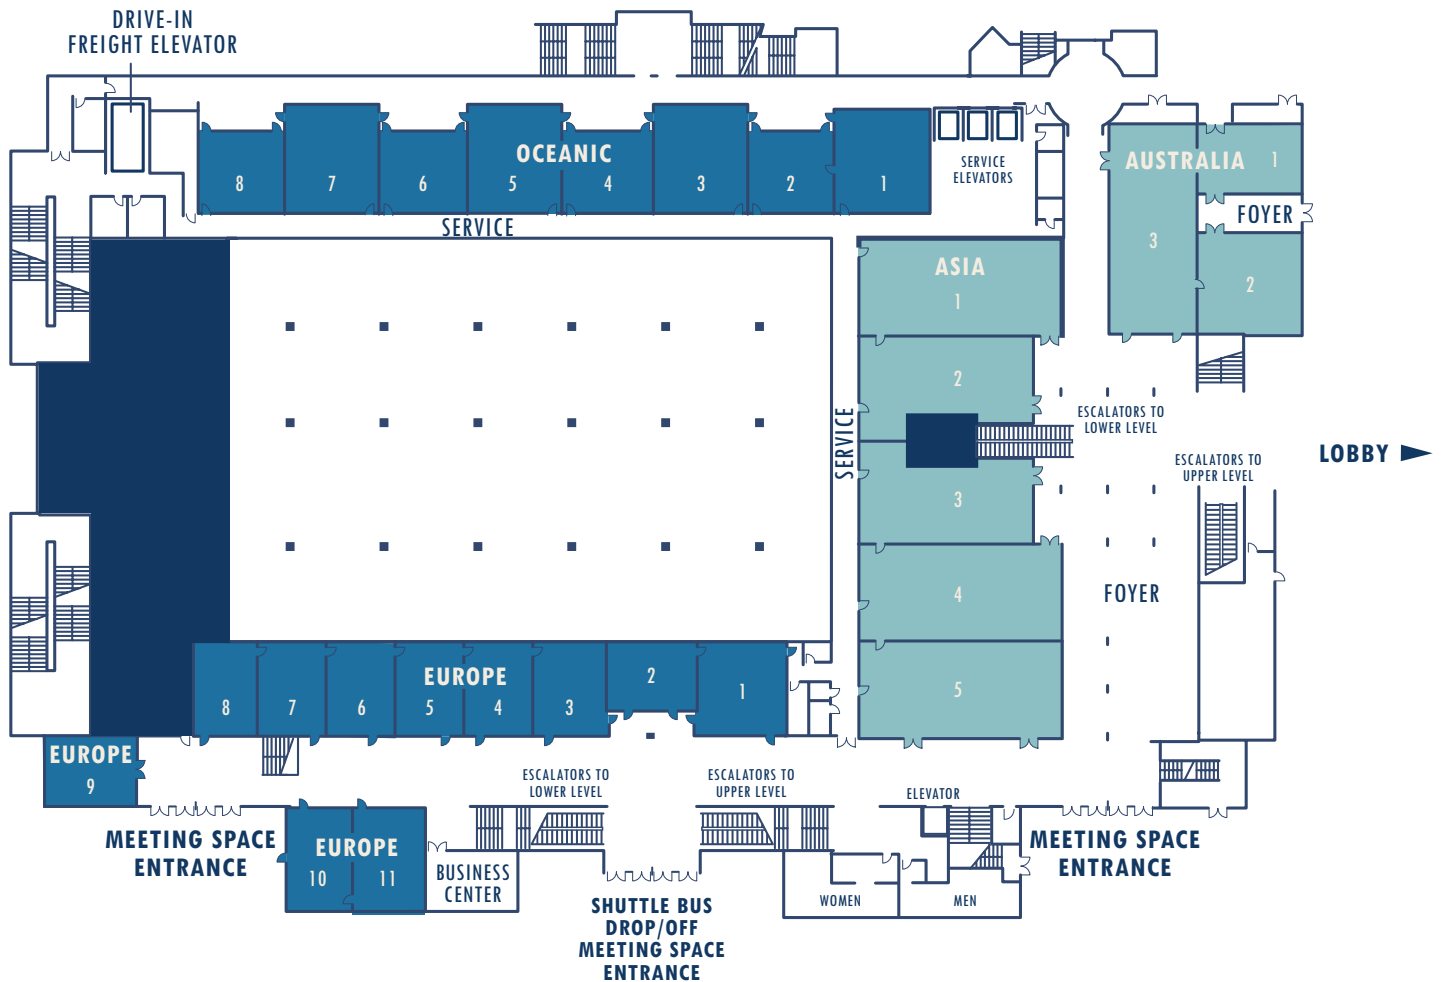 DRIVE-IN
FREIGHT ELEVATOR
OCEANIC
8
7
6
5
4
3
2
1
SERVICE
SERVICE
ELEVATORS
AUSTRALIA
1
FOYER
3
2
ASIA
1
2
3
4
5
SERVICE
ESCALATORS TO
LOWER LEVEL
ESCALATORS TO
UPPER LEVEL
LOBBY
FOYER
EUROPE
8
7
6
5
4
3
2
1
EUROPE
9
ESCALATORS TO
LOWER LEVEL
ESCALATORS TO
UPPER LEVEL
ELEVATOR
MEETING SPACE
ENTRANCE
EUROPE
10
11
BUSINESS
CENTER
MEETING SPACE
ENTRANCE
WOMEN
MEN
SHUTTLE BUS
DROP/OFF
MEETING SPACE
ENTRANCE